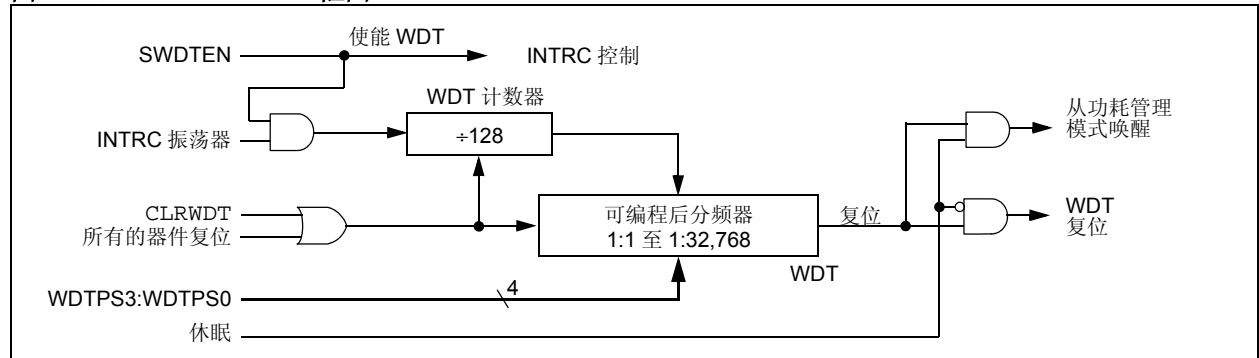 使能 WDT
SWDTEN
INTRC 控制
WDT 计数器
÷128
INTRC 振荡器
从功耗管理
模式唤醒
CLRWDT
所有的器件复位
可编程后分频器
1:1 至 1:32,768
复位
WDT
复位
WDT
4
WDTPS3:WDTPS0
休眠